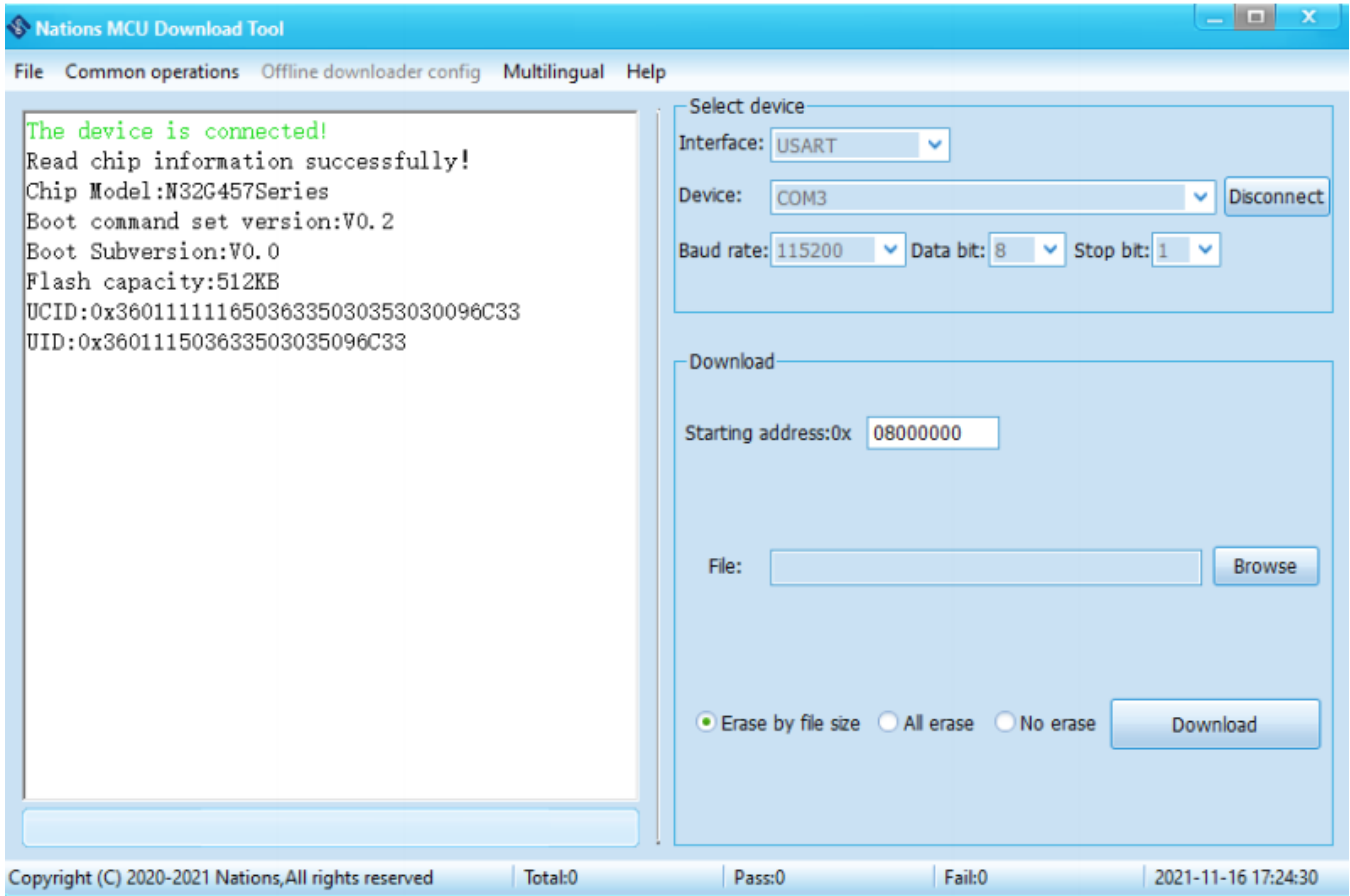 Nations MCU Download Tool
File Common operations Offline downloader config Multilingual Help
The device is connected!
Read chip information successfully!
Chip Model:N32G457Series
Boot command set version:V0.2
Boot Subversion:V0.0
Flash capacity:512KB
UCID:0x36011111165036335030353030096C33
UID:0x360111503633503035096C33
Select device
Interface: USART
Device: COM3 Disconnect
Baud rate: 115200 Data bit: 8 Stop bit: 1
Download
Starting address:0x 08000000
File: Browse
Erase by file size All erase No erase Download
Copyright (C) 2020-2021 Nations,All rights reserved Total:0 Pass:0 Fail:0 2021-11-16 17:24:30